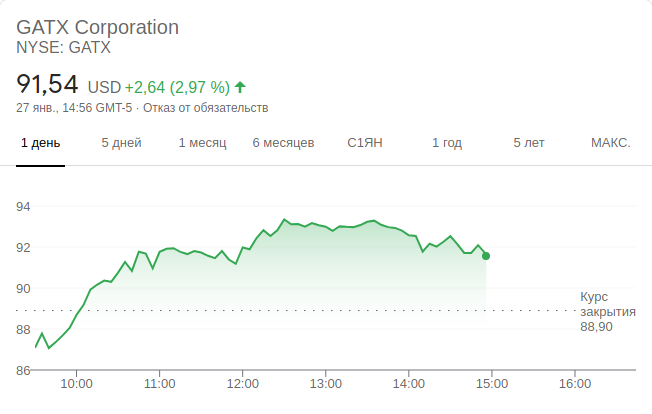 GATX Corporation
NYSE: GATX
91,54 USD +2,64 (2,97 %)
27 янв., 14:56 GMT-5 · Отказ от обязательств
1 день 5 дней 1 месяц 6 месяцев С1ЯН 1 год 5 лет МАКС.
94
92
90
88
86
Курс
закрытия
88,90
10:00 11:00 12:00 13:00 14:00 15:00 16:00